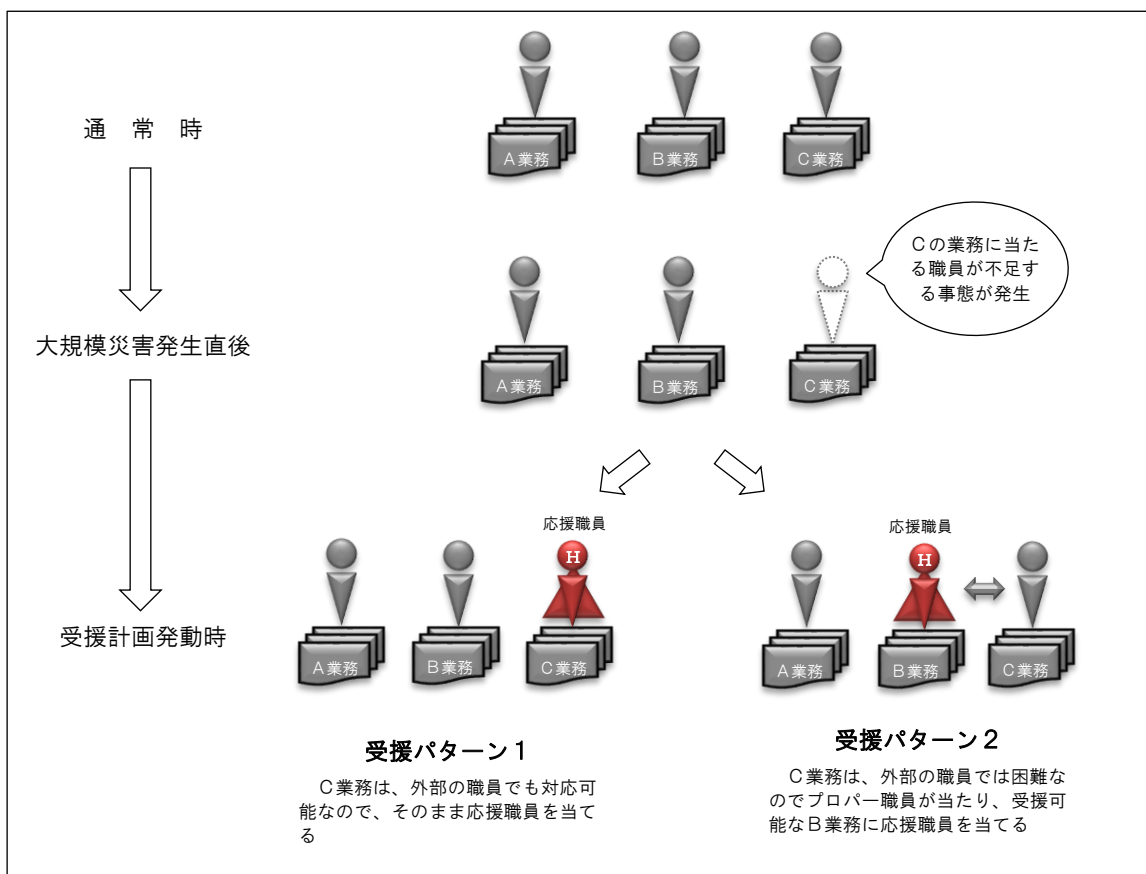 通　常　時
A業務
B業務
C業務
Cの業務に当た
る職員が不足す
る事態が発生
大規模災害発生直後
A業務
B業務
C業務
受援計画発動時
応援職員
H
A業務
B業務
C業務
応援職員
H
A業務
B業務
C業務
受援パターン１
C業務は、外部の職員でも対応可
能なので、そのまま応援職員を当て
る
受援パターン２
C業務は、外部の職員では困難な
のでプロパー職員が当たり、受援可
能なB業務に応援職員を当てる